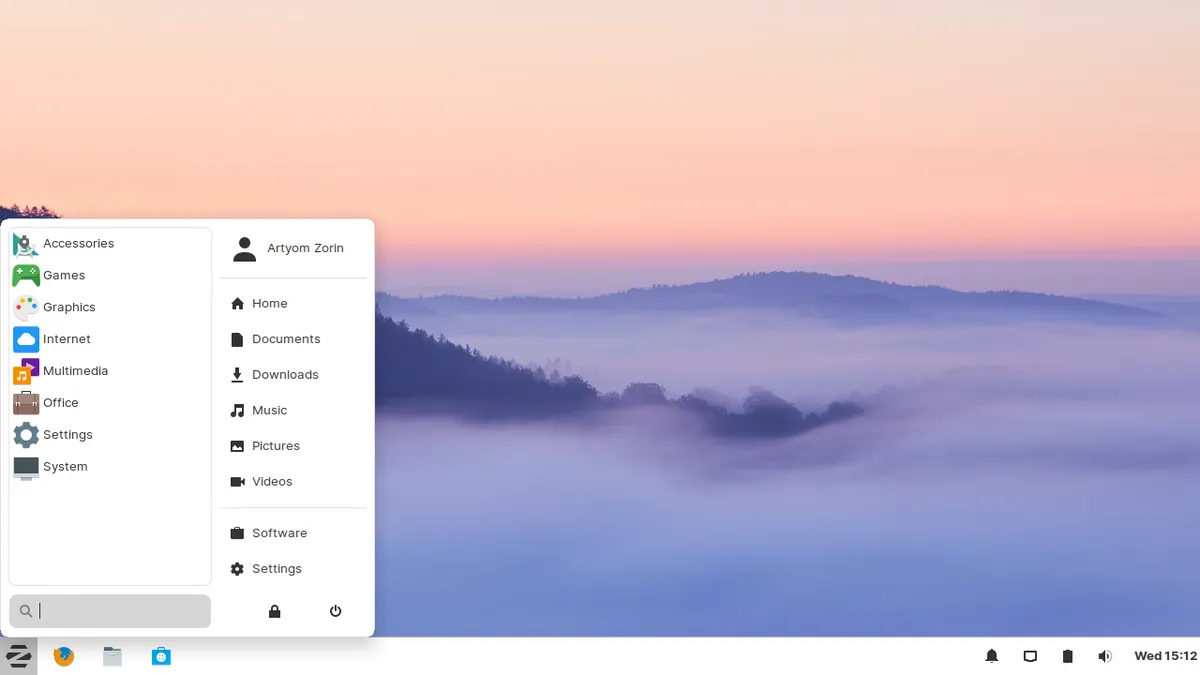 Accessories
Games
Graphics
Internet
Multimedia
Office
Settings
System
Artyom Zorin
Home
Documents
Downloads
Music
Pictures
Videos
Software
Settings
Wed 15:12